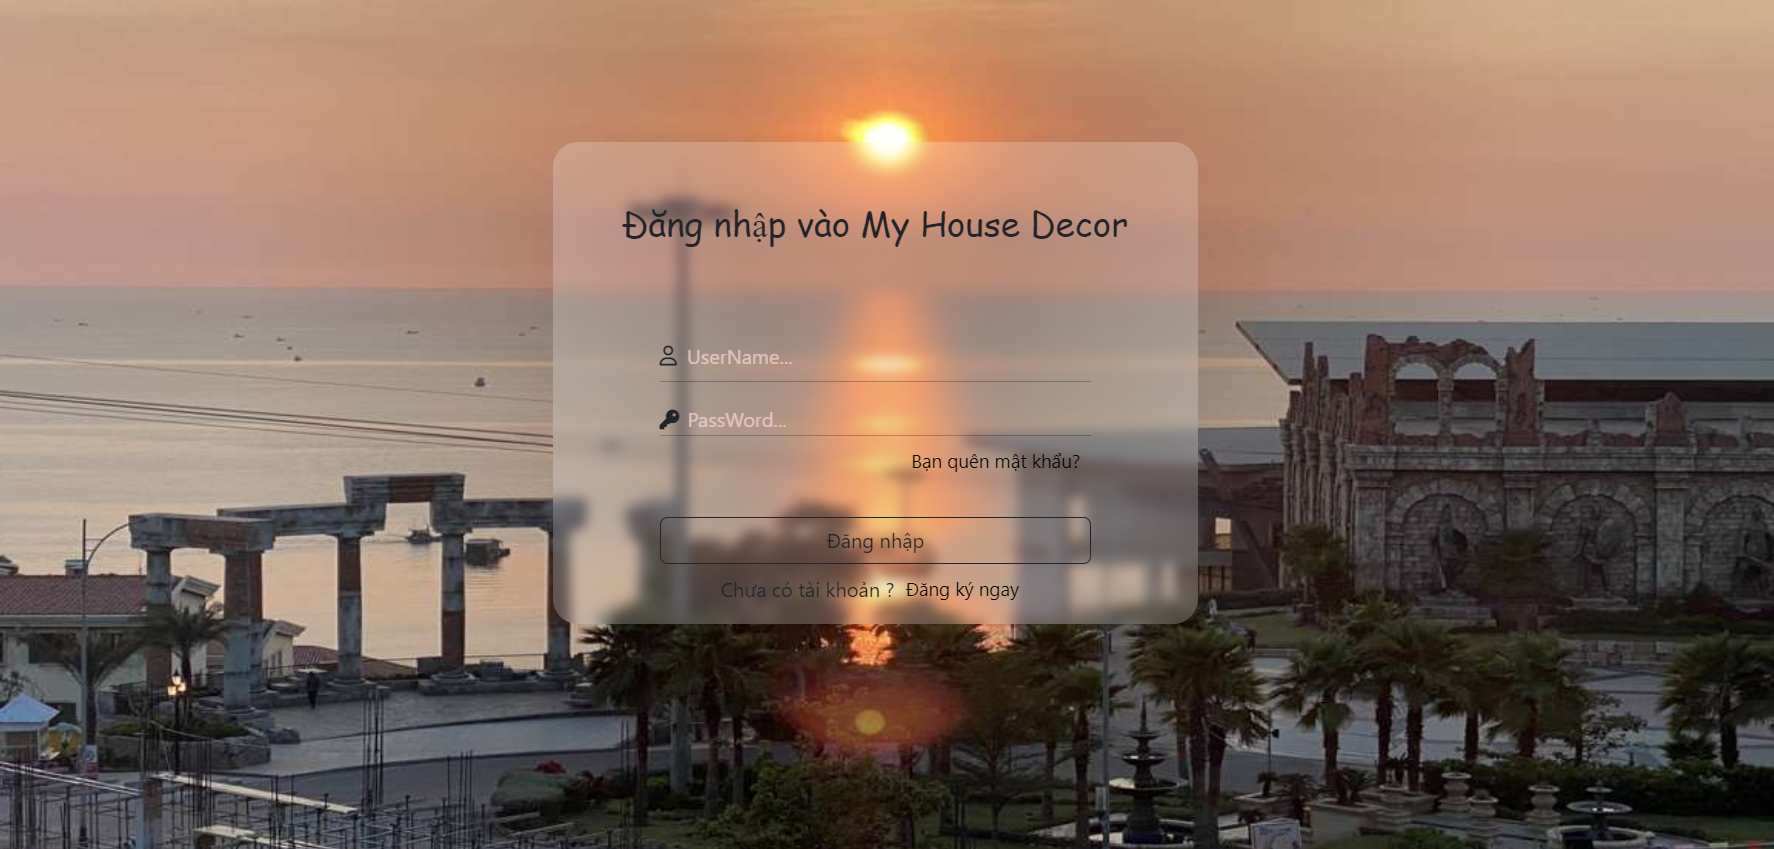 Đăng nhập vào My House Decor
UserName...
PassWord...
Bạn quên mật khẩu?
Đăng nhập
Chưa có tài khoản ? Đăng ký ngay